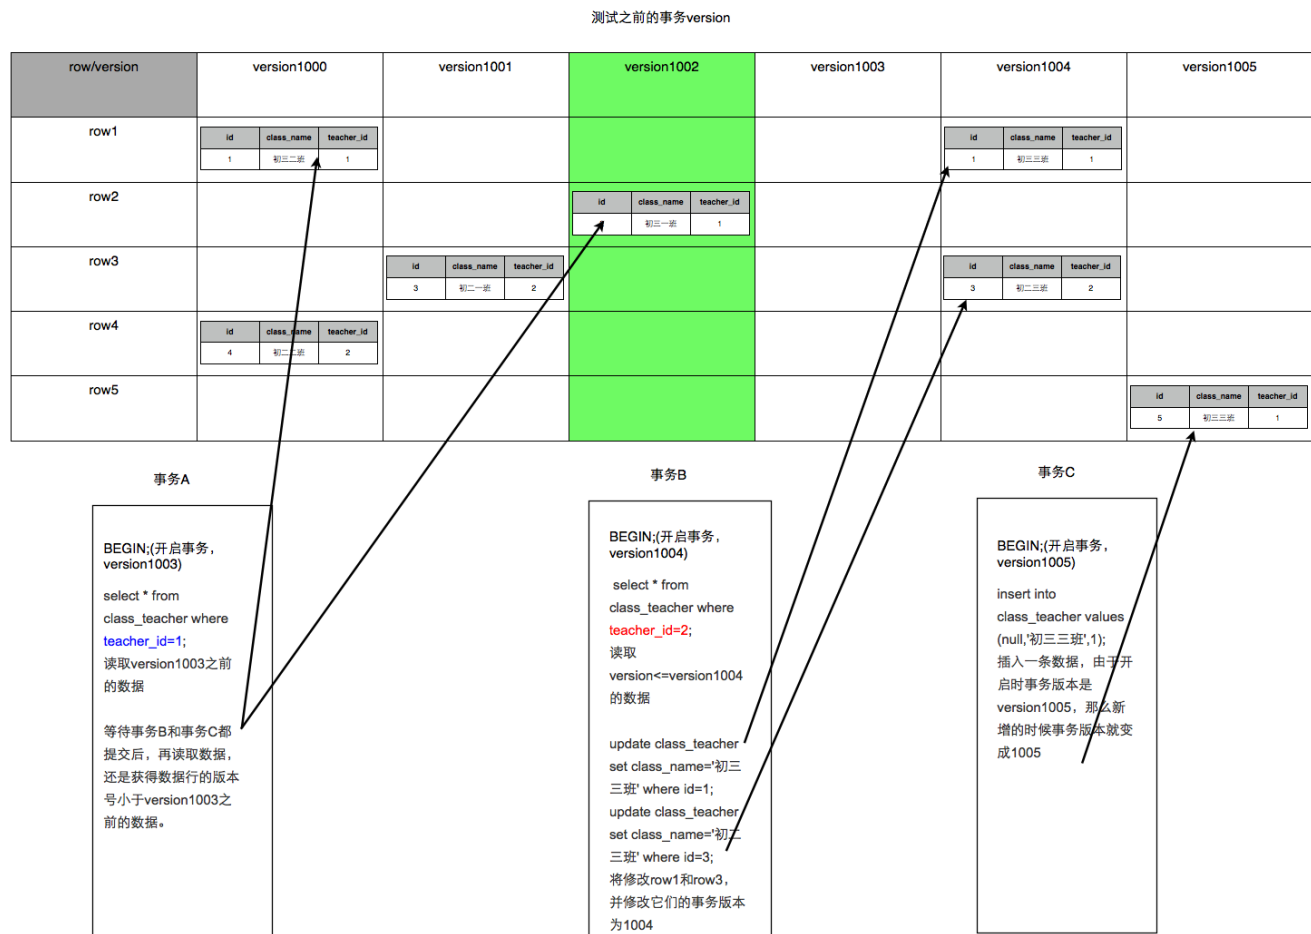 测试之前的事务version
row/version version1000 version1001 version1002 version1003 version1004 version1005
row1
id class_name teacher_id
1 初三二班 1
id class_name teacher_id
1 初三三班 1
row2
id class_name teacher_id
初三一班 1
row3
id class_name teacher_id
3 初二一班 2
id class_name teacher_id
3 初二三班 2
row4
id class_name teacher_id
4 初二二班 2
row5
id class_name teacher_id
5 初三三班 1
事务A
BEGIN;(开启事务，
version1003)
select * from
class_teacher where
teacher_id=1;
读取version1003之前
的数据
等待事务B和事务C都
提交后，再读取数据，
还是获得数据行的版本
号小于version1003之
前的数据。
事务B
BEGIN;(开启事务，
version1004)
select * from
class_teacher where
teacher_id=2;
读取
version<=version1004
的数据
update class_teacher
set class_name='初三
三班' where id=1;
update class_teacher
set class_name='初二
三班' where id=3;
将修改row1和row3，
并修改它们的事务版本
为1004
事务C
BEGIN;(开启事务，
version1005)
insert into
class_teacher values
(null,'初三三班',1);
插入一条数据，由于开
启时事务版本是
version1005，那么新
增的时候事务版本就变
成1005